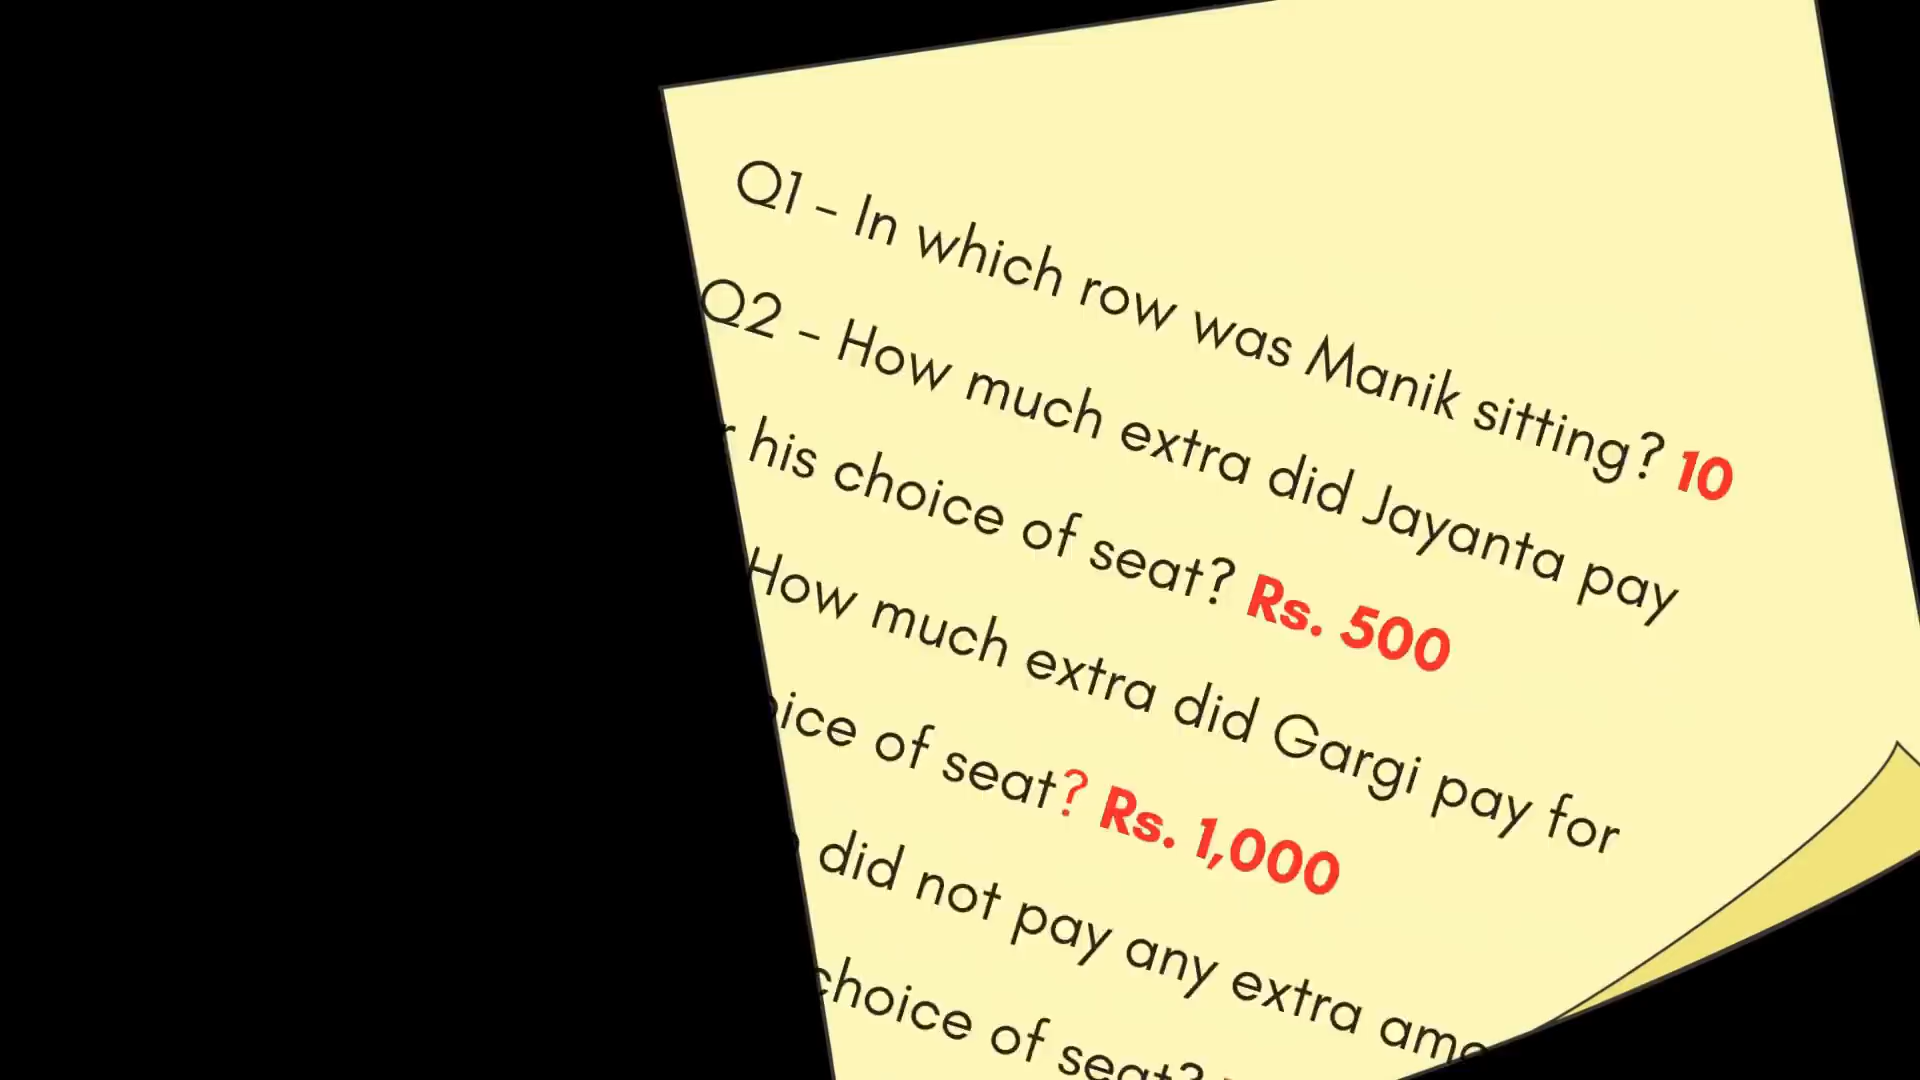 Q1 - In which row was Manik sitting? 10
Q2 - How much extra did Jayanta pay
his choice of seat? Rs. 500
How much extra did Gargi pay for
of seat? Rs. 1,000
did not pay any extra
choice of seat?